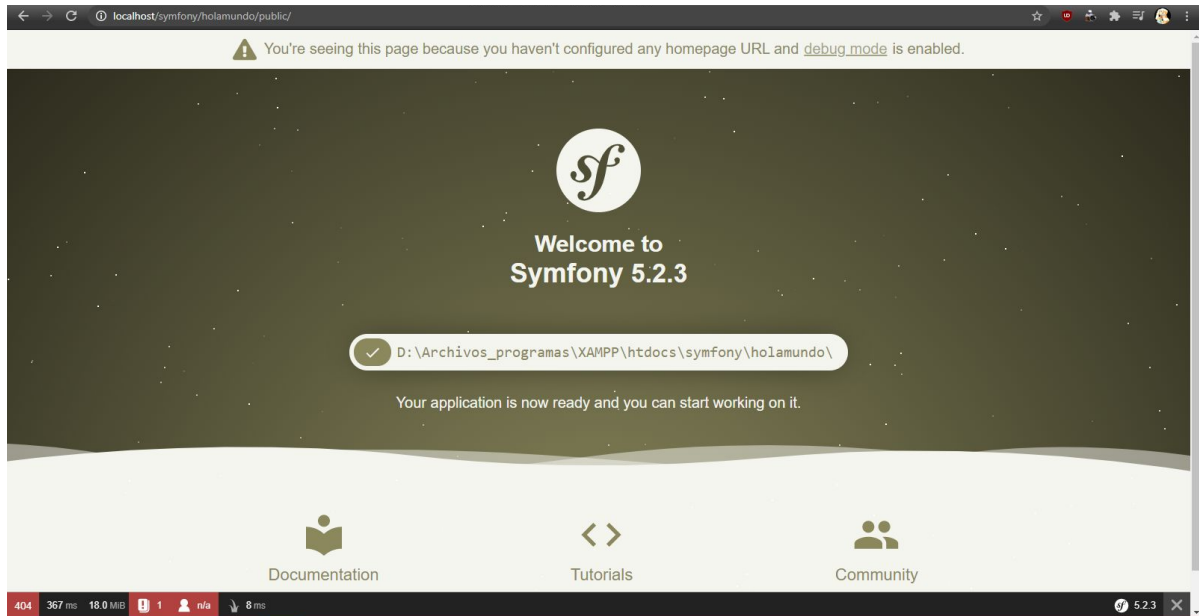 localhost/symfony/holamundo/public/
You're seeing this page because you haven't configured any homepage URL and debug mode is enabled.
sf
Welcome to
Symfony 5.2.3
D:\Archivos_programas\XAMPP\htdocs\symfony\holamundo\
Your application is now ready and you can start working on it.
Documentation Tutorials Community
404 367 ms 18.0 MiB 1 n/a 8 ms sf 5.2.3